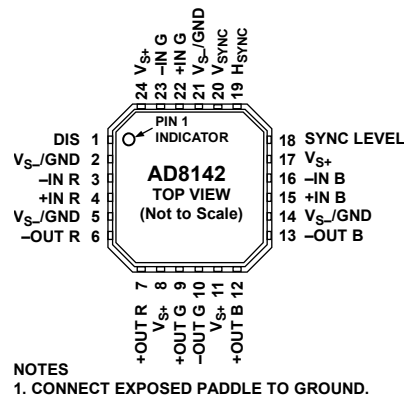 24 VS+
23 –IN G
22 +IN G
21 VS–/GND
20 VSYNC
19 HSYNC
PIN 1
INDICATOR
DIS 1
VS–/GND 2
–IN R 3
+IN R 4
VS–/GND 5
–OUT R 6
AD8142
TOP VIEW
(Not to Scale)
18 SYNC LEVEL
17 VS+
16 –IN B
15 +IN B
14 VS–/GND
13 –OUT B
+OUT R 7
VS+ 8
+OUT G 9
–OUT G 10
VS+ 11
+OUT B 12
NOTES
1. CONNECT EXPOSED PADDLE TO GROUND.